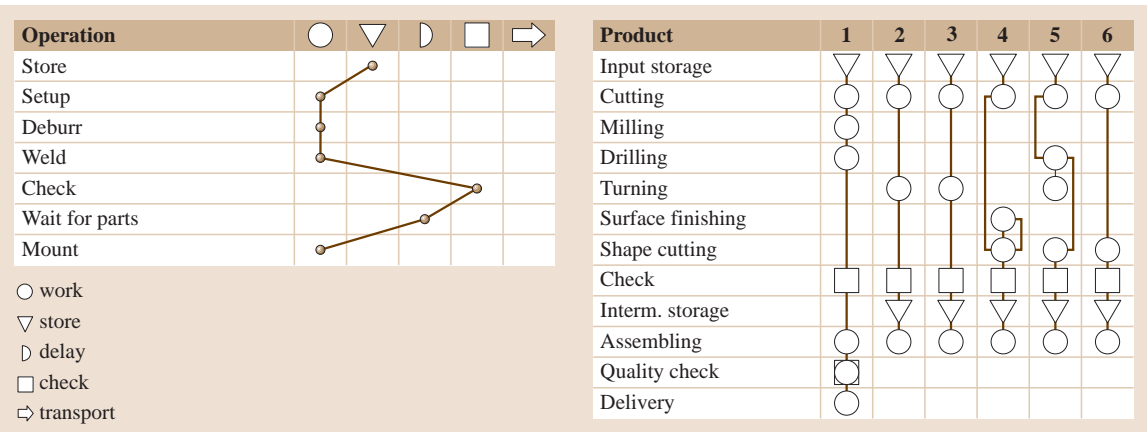 Operation
Store
Setup
Deburr
Weld
Check
Wait for parts
Mount
work
store
delay
check
transport
Product 1 2 3 4 5 6
Input storage
Cutting
Milling
Drilling
Turning
Surface finishing
Shape cutting
Check
Interm. storage
Assembling
Quality check
Delivery